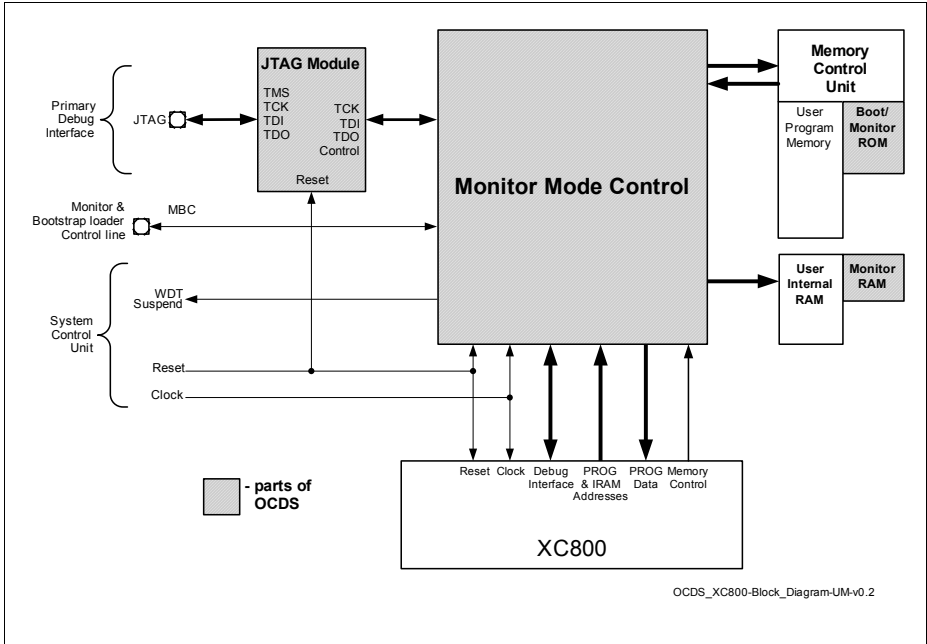 JTAG Module
TMS
TCK
TDI
TDO
TCK
TDI
TDO
Control
Reset
Primary
Debug
Interface
JTAG
Monitor &
Bootstrap loader
Control line
MBC
Monitor Mode Control
Memory
Control
Unit
User
Program
Memory
Boot/
Monitor
ROM
User
Internal
RAM
Monitor
RAM
System
Control
Unit
WDT
Suspend
Reset
Clock
- parts of
OCDS
Reset
Clock
Debug
Interface
PROG
& IRAM
Addresses
PROG
Data
Memory
Control
XC800
OCDS_XC800-Block_Diagram-UM-v0.2